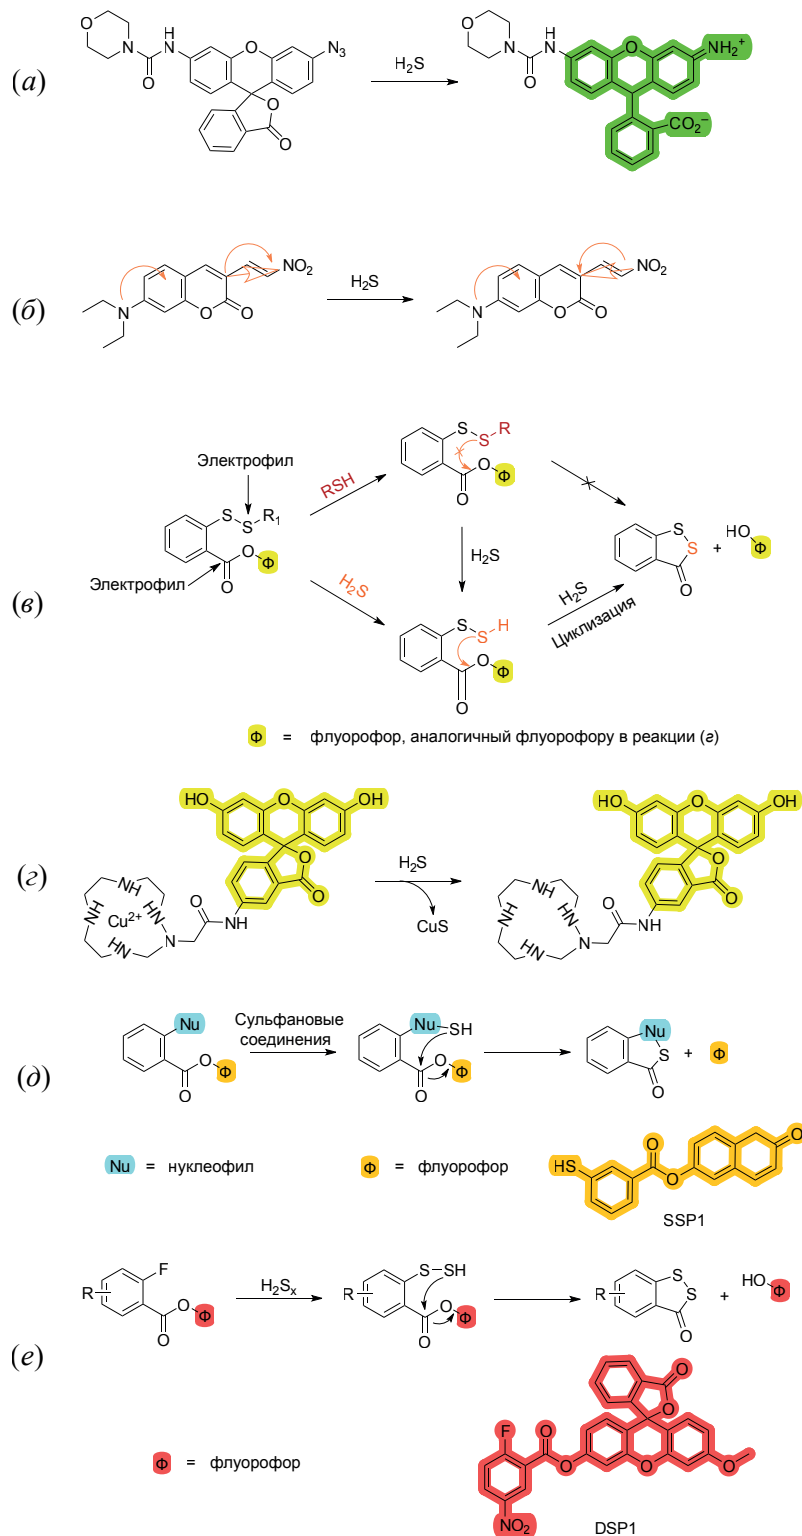 (а)
O
N
O
H
N
O
N₃
O
O
H₂S
O
N
O
H
N
O
NH₂⁺
CO₂⁻
(б)
N
O
O
NO₂
H₂S
N
O
O
NO₂
(в)
Электрофил
S
S
R₁
O
Ф
O
Электрофил
RSH
H₂S
S
S
R
O
Ф
O
H₂S
S
S
H
O
Ф
O
H₂S
Циклизация
S
S
O
+
HO
Ф
Ф = флуорофор, аналогичный флуорофору в реакции (г)
(г)
HO
O
OH
O
O
NH
NH
Cu²⁺
HN
HN
N
O
N
H
H₂S
CuS
HO
O
OH
O
O
NH
NH
HN
HN
N
O
N
H
(д)
Nu
O
Ф
O
Сульфановые
соединения
Nu
SH
O
Ф
O
Nu
S
O
+
Ф
Nu = нуклеофил
Ф = флуорофор
HS
O
O
O
SSP1
(е)
R
F
O
Ф
O
H₂Sₓ
R
S
SH
O
Ф
O
R
S
S
O
+
HO
Ф
Ф = флуорофор
O
O
F
O
O
O
O
NO₂
DSP1